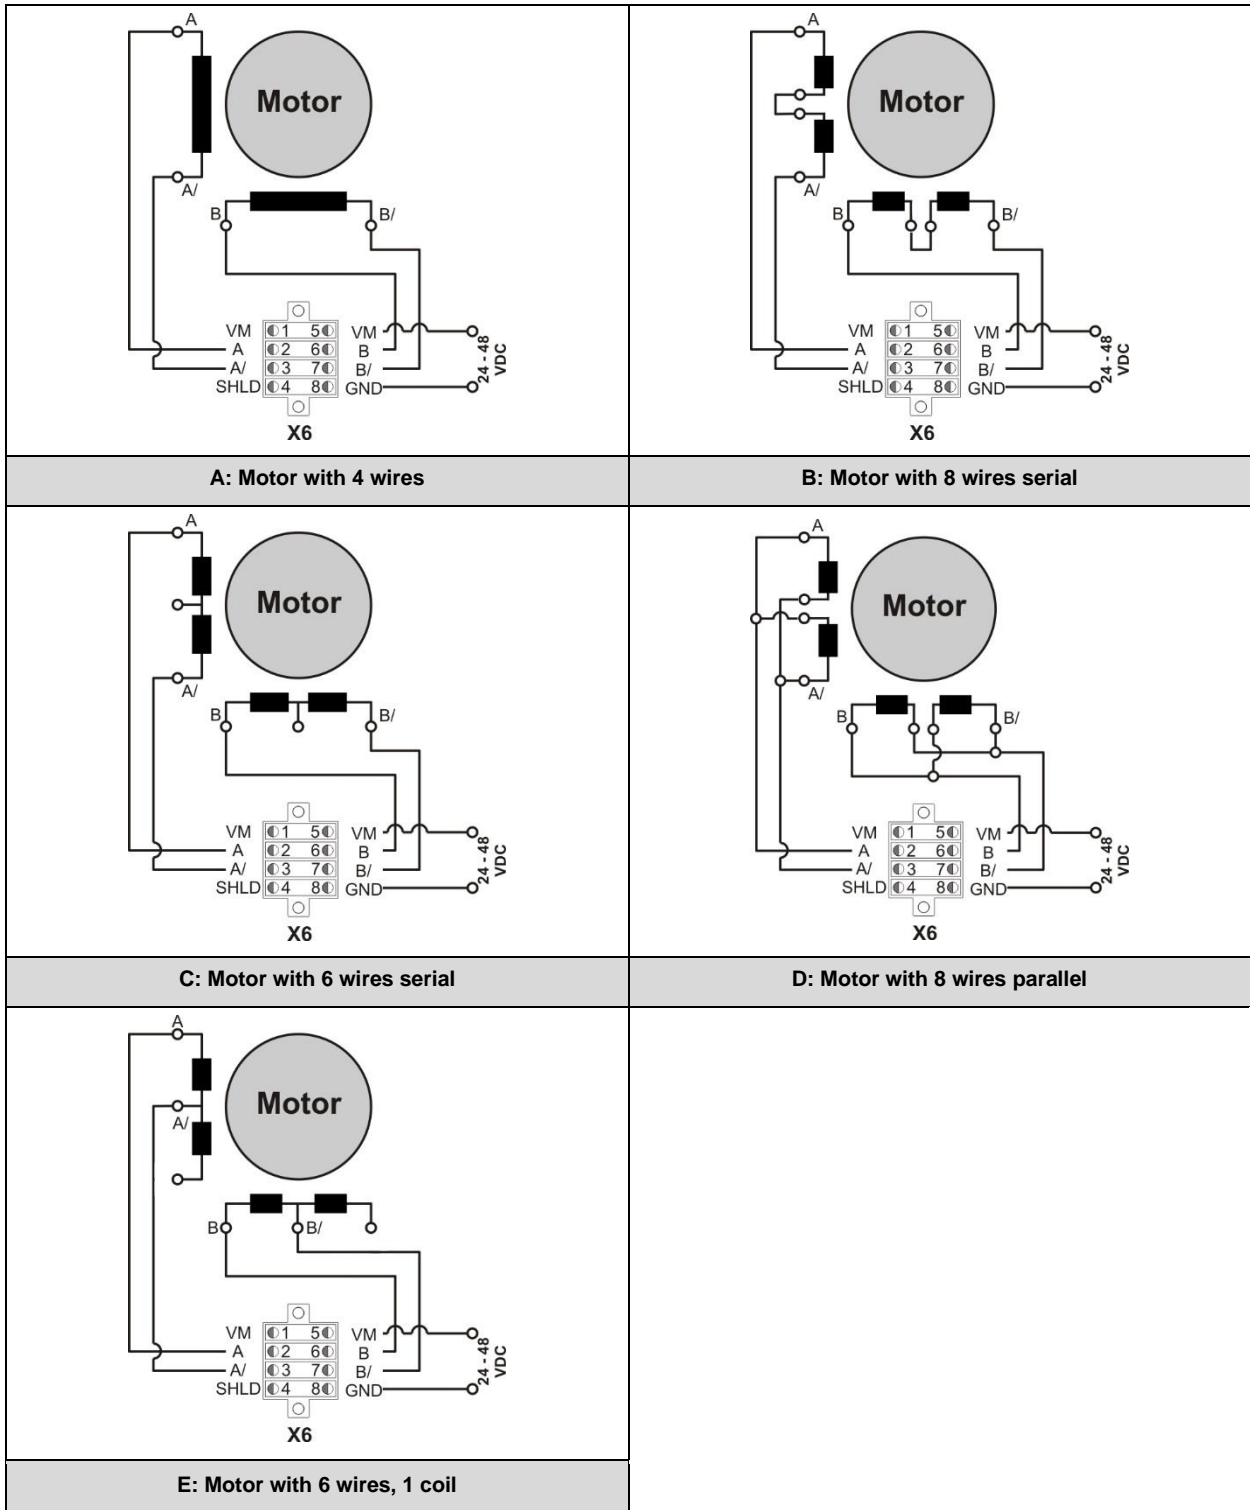 A
Motor
A/
B
B/
VM 1 5 VM
A 2 6 B
A/ 3 7 B/
SHLD 4 8 GND
24 - 48
VDC
X6
A: Motor with 4 wires
A
Motor
A/
B
B/
VM 1 5 VM
A 2 6 B
A/ 3 7 B/
SHLD 4 8 GND
24 - 48
VDC
X6
B: Motor with 8 wires serial
A
Motor
A/
B
B/
VM 1 5 VM
A 2 6 B
A/ 3 7 B/
SHLD 4 8 GND
24 - 48
VDC
X6
C: Motor with 6 wires serial
A
Motor
A/
B
B/
VM 1 5 VM
A 2 6 B
A/ 3 7 B/
SHLD 4 8 GND
24 - 48
VDC
X6
D: Motor with 8 wires parallel
A
Motor
A/
B
B/
VM 1 5 VM
A 2 6 B
A/ 3 7 B/
SHLD 4 8 GND
24 - 48
VDC
X6
E: Motor with 6 wires, 1 coil